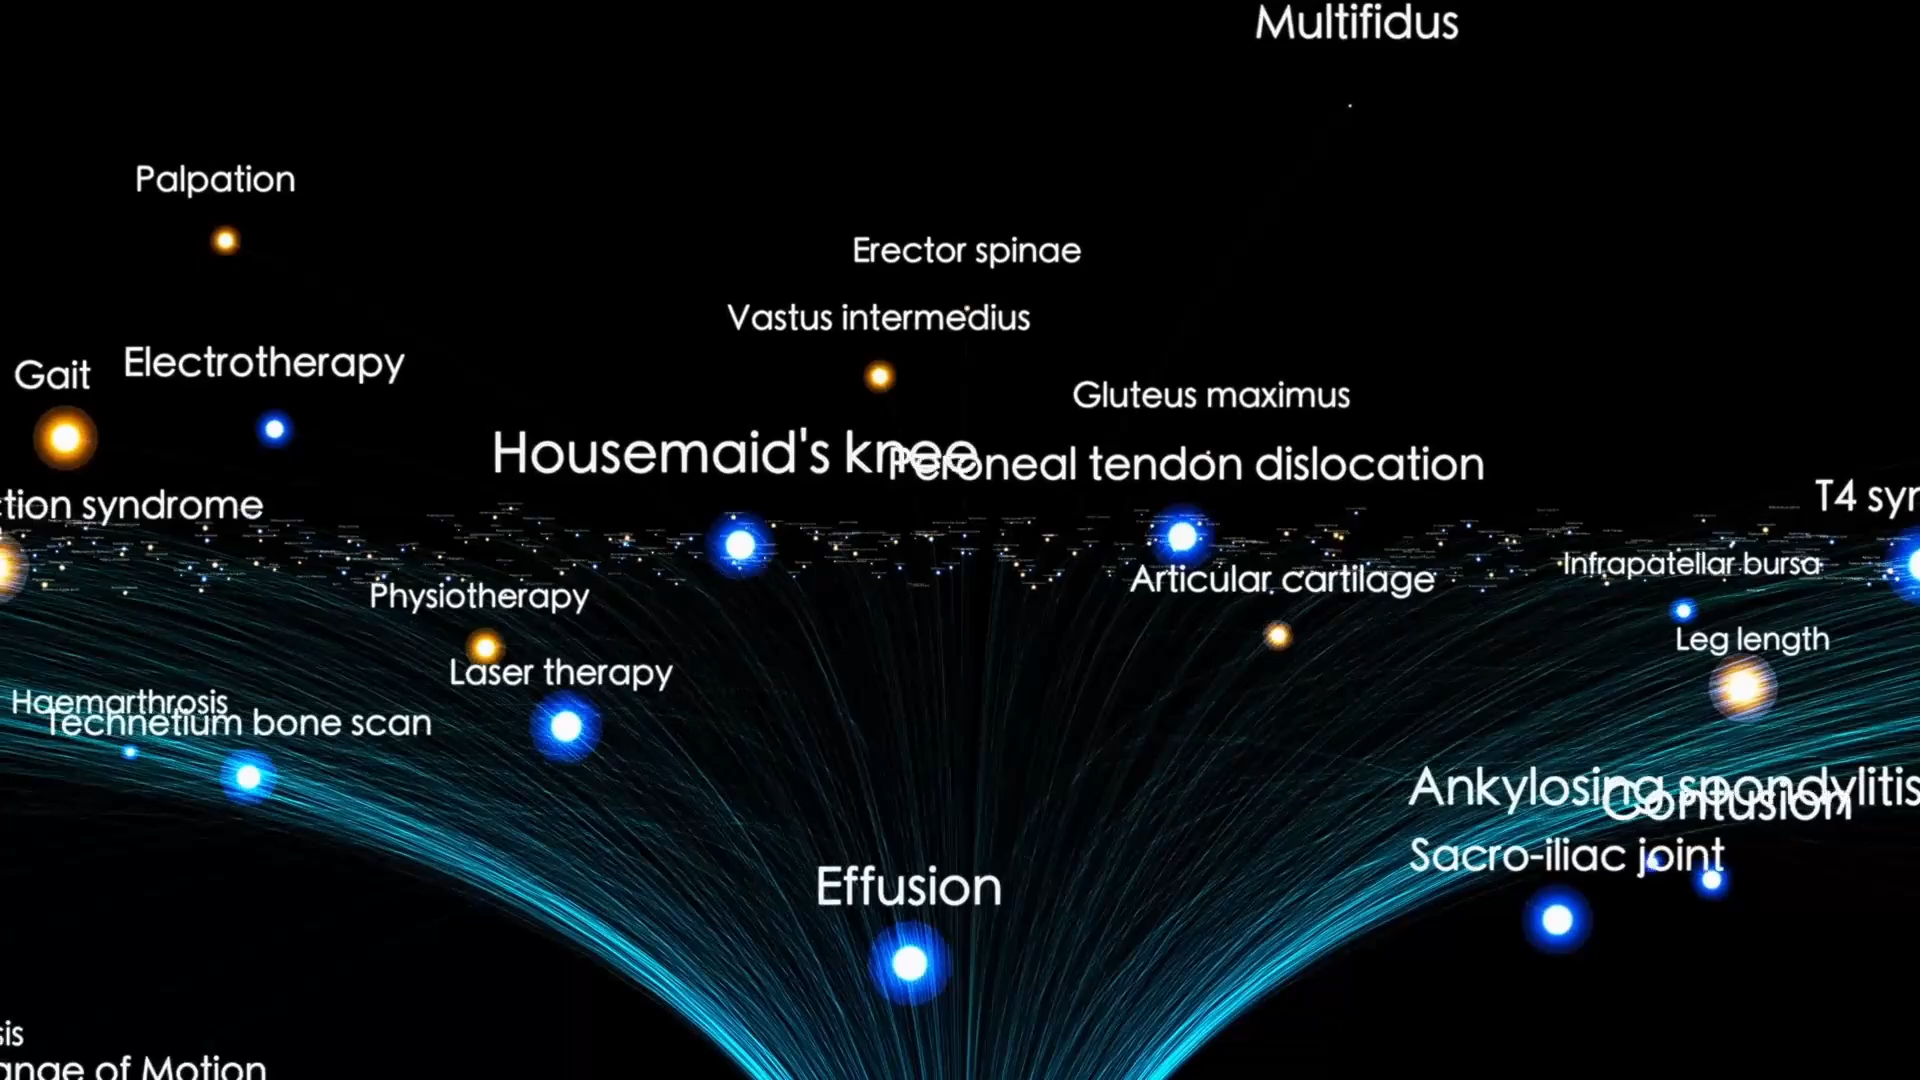 Multifidus
Palpation
Erector spinae
Vastus intermedius
Gait
Electrotherapy
Gluteus maximus
Housemaid's knee
Peroneal tendon dislocation
T4 syr
tion syndrome
Infrapatellar bursa
Articular cartilage
Physiotherapy
Leg length
Laser therapy
Haemarthrosis
Technetium bone scan
Ankylosing spondylitis
Contusion
Sacro-iliac joint
Effusion
sis
ange of Motion